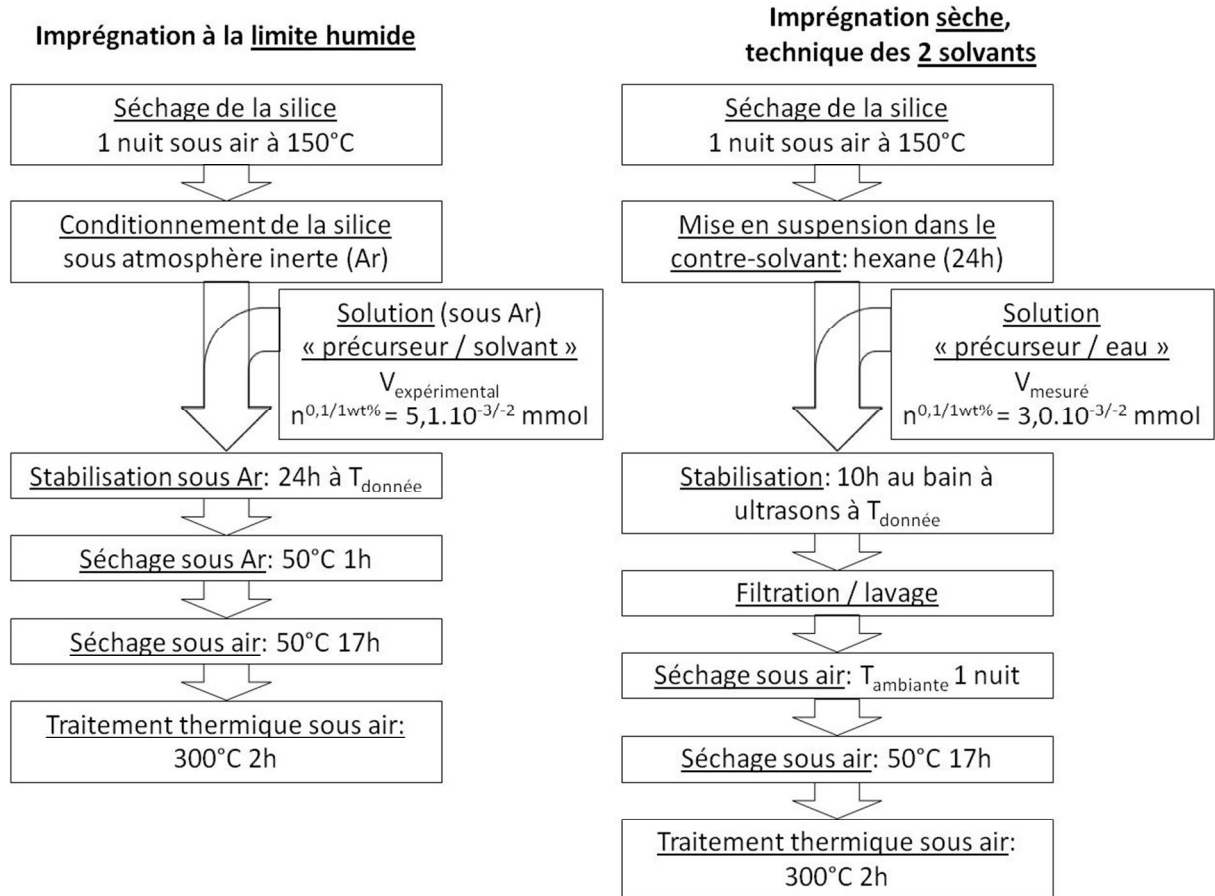 Imprégnation à la limite humide
Séchage de la silice
1 nuit sous air à 150°C
Conditionnement de la silice
sous atmosphère inerte (Ar)
Solution (sous Ar)
« précurseur / solvant »
Vexpérimental
n0,1/1wt% = 5,1.10-3/-2 mmol
Stabilisation sous Ar: 24h à Tdonnée
Séchage sous Ar: 50°C 1h
Séchage sous air: 50°C 17h
Traitement thermique sous air:
300°C 2h
Imprégnation sèche,
technique des 2 solvants
Séchage de la silice
1 nuit sous air à 150°C
Mise en suspension dans le
contre-solvant: hexane (24h)
Solution
« précurseur / eau »
Vmesuré
n0,1/1wt% = 3,0.10-3/-2 mmol
Stabilisation: 10h au bain à
ultrasons à Tdonnée
Filtration / lavage
Séchage sous air: Tambiante 1 nuit
Séchage sous air: 50°C 17h
Traitement thermique sous air:
300°C 2h